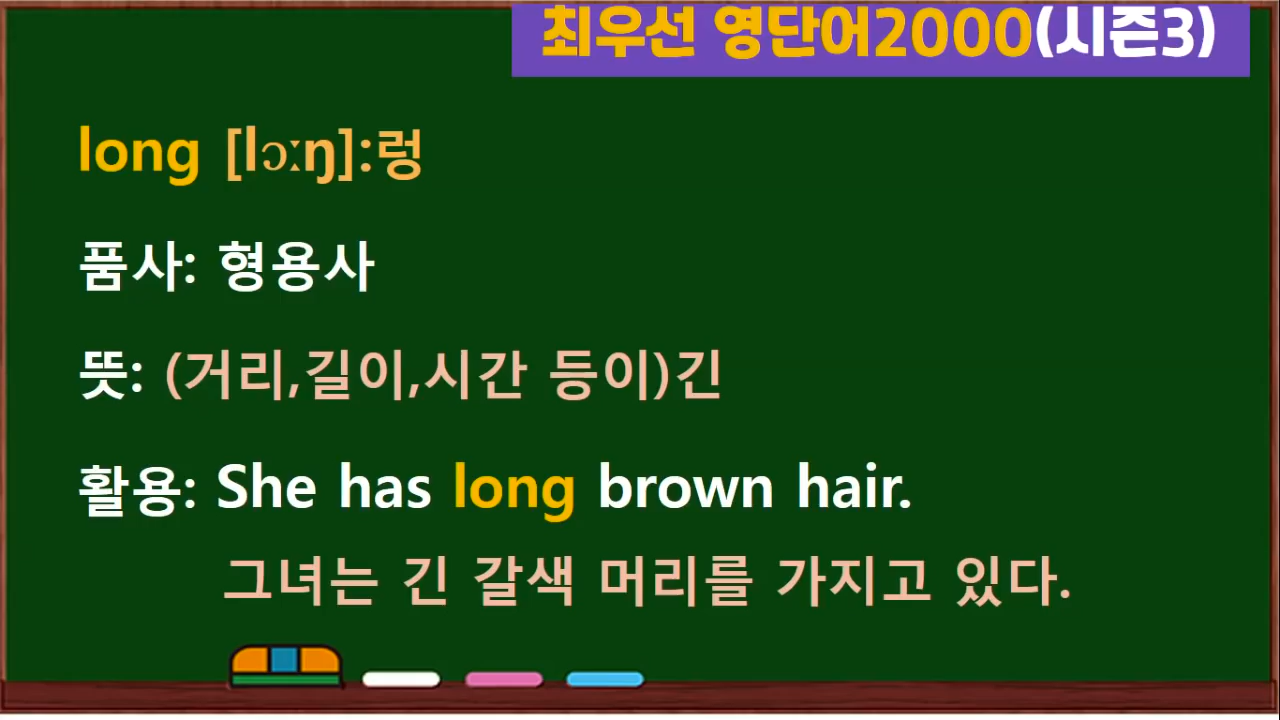 최우선 영단어2000(시즌3)
long [lɔːŋ]:렁
품사: 형용사
뜻: (거리,길이,시간 등이)긴
활용: She has long brown hair.
그녀는 긴 갈색 머리를 가지고 있다.